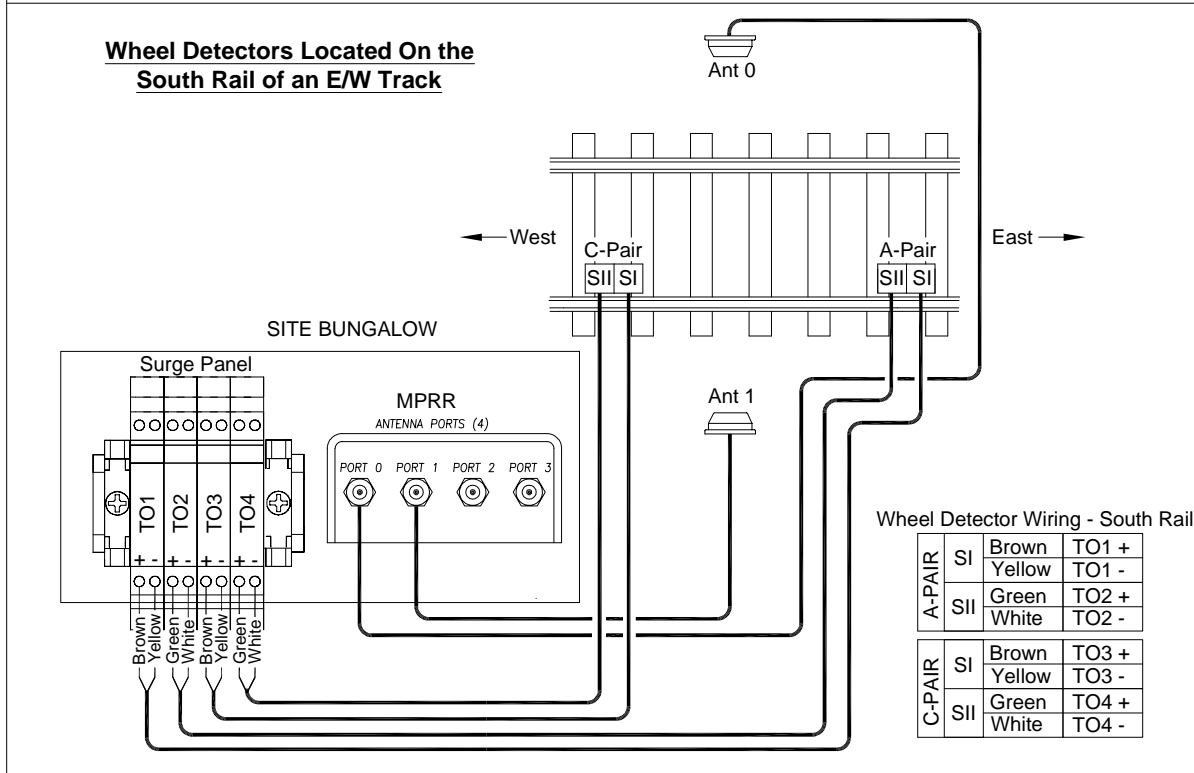 Wheel Detectors Located On the
South Rail of an E/W Track
Ant 0
West
East
C-Pair
SII SI
A-Pair
SII SI
SITE BUNGALOW
Surge Panel
MPRR
ANTENNA PORTS (4)
PORT 0 PORT 1 PORT 2 PORT 3
Ant 1
TO1 TO2 TO3 TO4
+ - + - + - + -
Brown Yellow Green White Brown Yellow Green White
Wheel Detector Wiring - South Rail
A-PAIR
SI Brown TO1 +
Yellow TO1 -
SII Green TO2 +
White TO2 -
C-PAIR
SI Brown TO3 +
Yellow TO3 -
SII Green TO4 +
White TO4 -